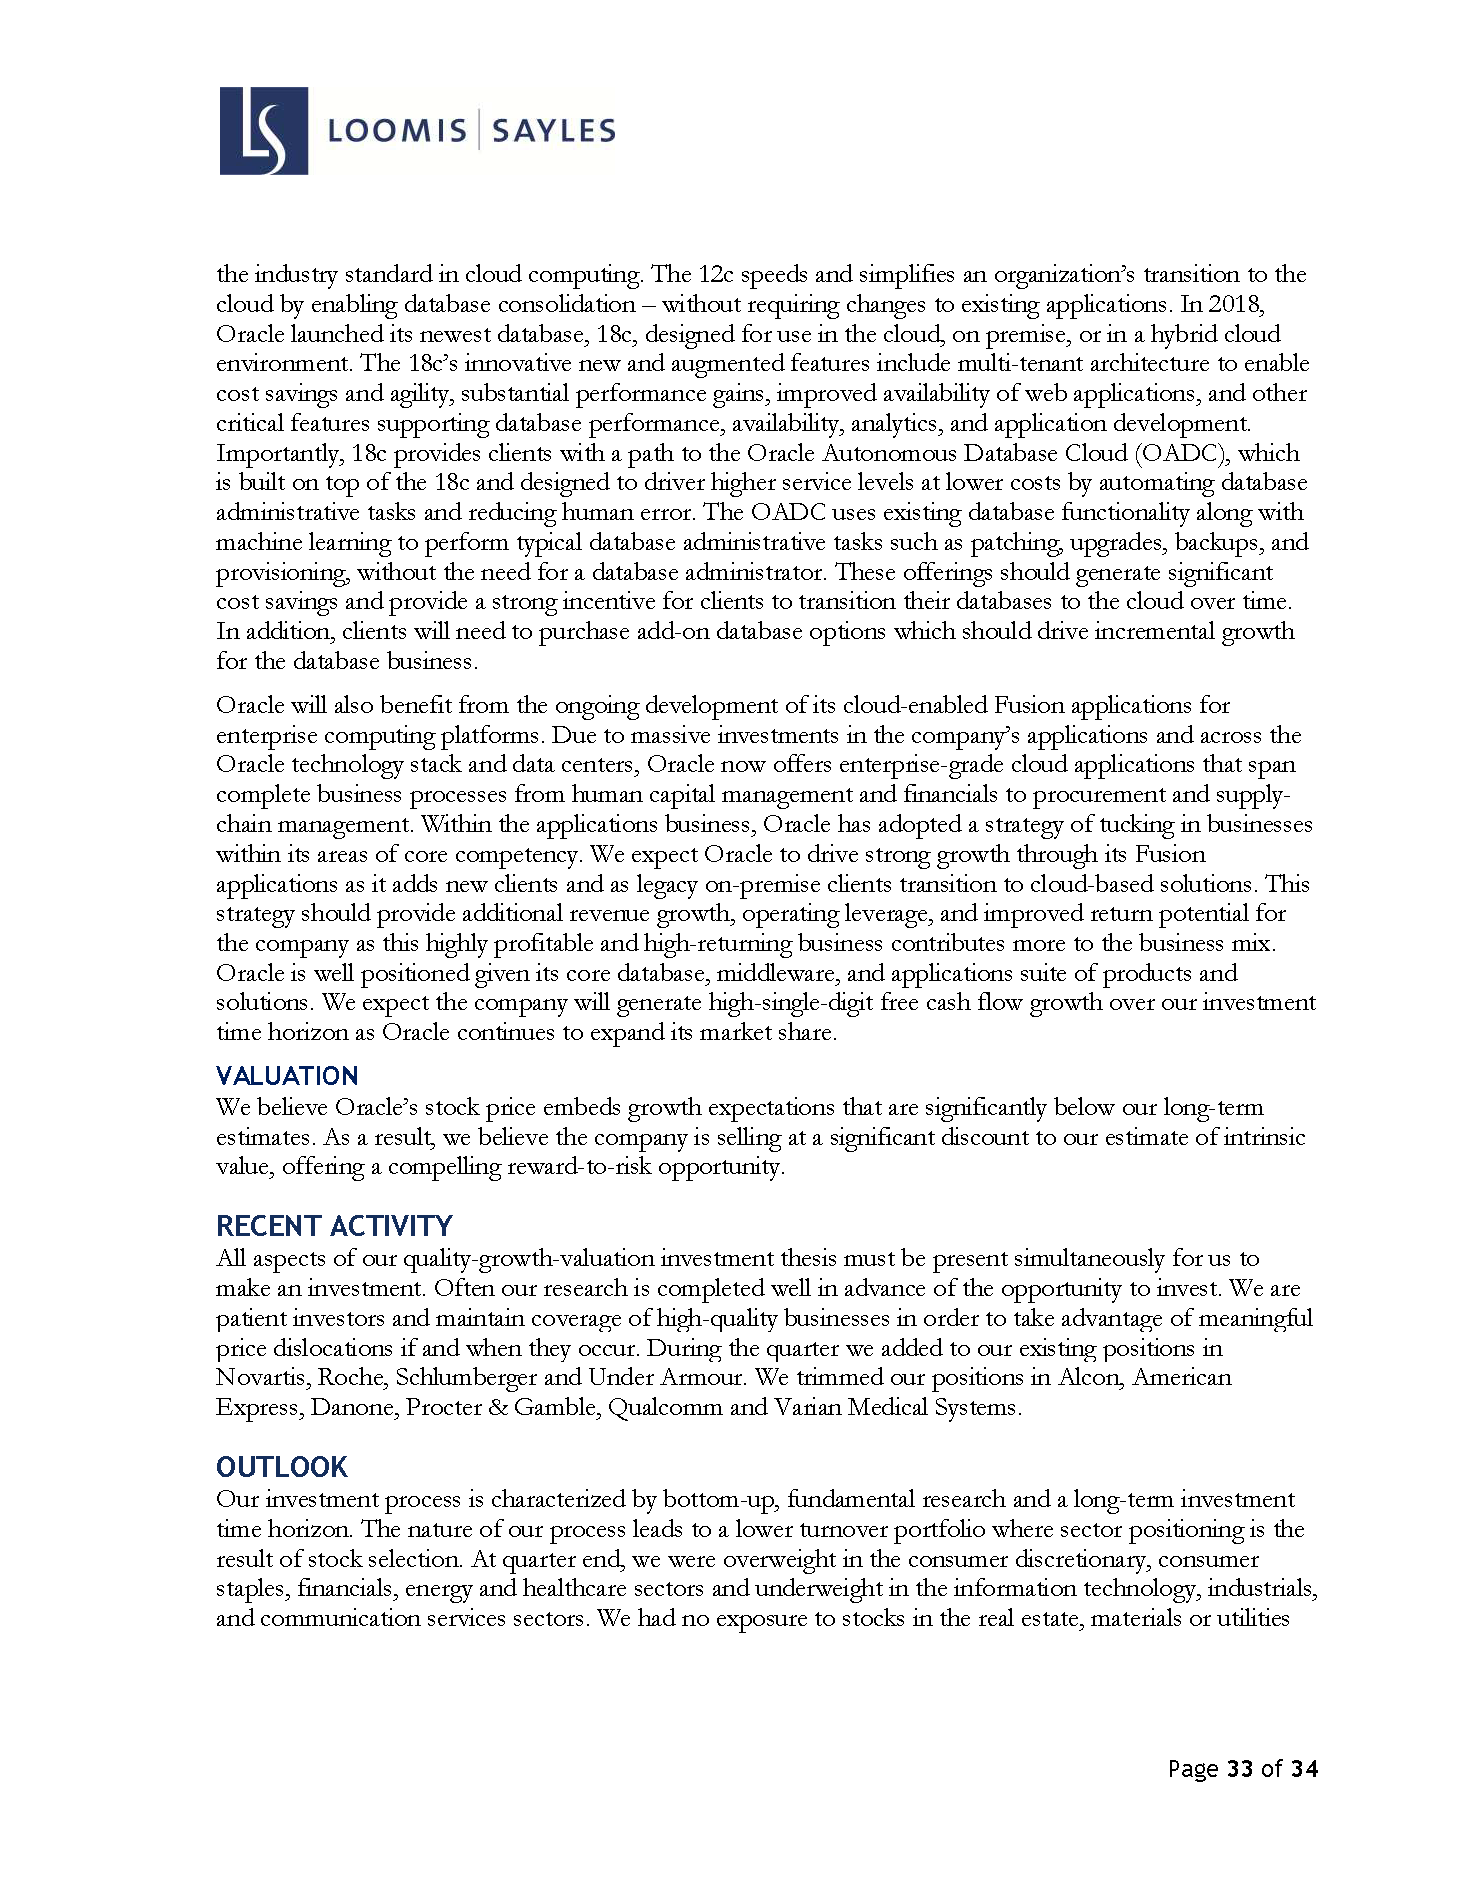 LS LOOMIS | SAYLES
the industry standard in cloud computing. The 12c speeds and simplifies an organization’s transition to the
cloud by enabling database consolidation – without requiring changes to existing applications. In 2018,
Oracle launched its newest database, 18c, designed for use in the cloud, on premise, or in a hybrid cloud
environment. The 18c’s innovative new and augmented features include multi-tenant architecture to enable
cost savings and agility, substantial performance gains, improved availability of web applications, and other
critical features supporting database performance, availability, analytics, and application development.
Importantly, 18c provides clients with a path to the Oracle Autonomous Database Cloud (OADC), which
is built on top of the 18c and designed to driver higher service levels at lower costs by automating database
administrative tasks and reducing human error. The OADC uses existing database functionality along with
machine learning to perform typical database administrative tasks such as patching, upgrades, backups, and
provisioning, without the need for a database administrator. These offerings should generate significant
cost savings and provide a strong incentive for clients to transition their databases to the cloud over time.
In addition, clients will need to purchase add-on database options which should drive incremental growth
for the database business.
Oracle will also benefit from the ongoing development of its cloud-enabled Fusion applications for
enterprise computing platforms. Due to massive investments in the company’s applications and across the
Oracle technology stack and data centers, Oracle now offers enterprise-grade cloud applications that span
complete business processes from human capital management and financials to procurement and supply-
chain management. Within the applications business, Oracle has adopted a strategy of tucking in businesses
within its areas of core competency. We expect Oracle to drive strong growth through its Fusion
applications as it adds new clients and as legacy on-premise clients transition to cloud-based solutions. This
strategy should provide additional revenue growth, operating leverage, and improved return potential for
the company as this highly profitable and high-returning business contributes more to the business mix.
Oracle is well positioned given its core database, middleware, and applications suite of products and
solutions. We expect the company will generate high-single-digit free cash flow growth over our investment
time horizon as Oracle continues to expand its market share.
VALUATION
We believe Oracle’s stock price embeds growth expectations that are significantly below our long-term
estimates. As a result, we believe the company is selling at a significant discount to our estimate of intrinsic
value, offering a compelling reward-to-risk opportunity.
RECENT ACTIVITY
All aspects of our quality-growth-valuation investment thesis must be present simultaneously for us to
make an investment. Often our research is completed well in advance of the opportunity to invest. We are
patient investors and maintain coverage of high-quality businesses in order to take advantage of meaningful
price dislocations if and when they occur. During the quarter we added to our existing positions in
Novartis, Roche, Schlumberger and Under Armour. We trimmed our positions in Alcon, American
Express, Danone, Procter & Gamble, Qualcomm and Varian Medical Systems.
OUTLOOK
Our investment process is characterized by bottom-up, fundamental research and a long-term investment
time horizon. The nature of our process leads to a lower turnover portfolio where sector positioning is the
result of stock selection. At quarter end, we were overweight in the consumer discretionary, consumer
staples, financials, energy and healthcare sectors and underweight in the information technology, industrials,
and communication services sectors. We had no exposure to stocks in the real estate, materials or utilities
Page 33 of 34